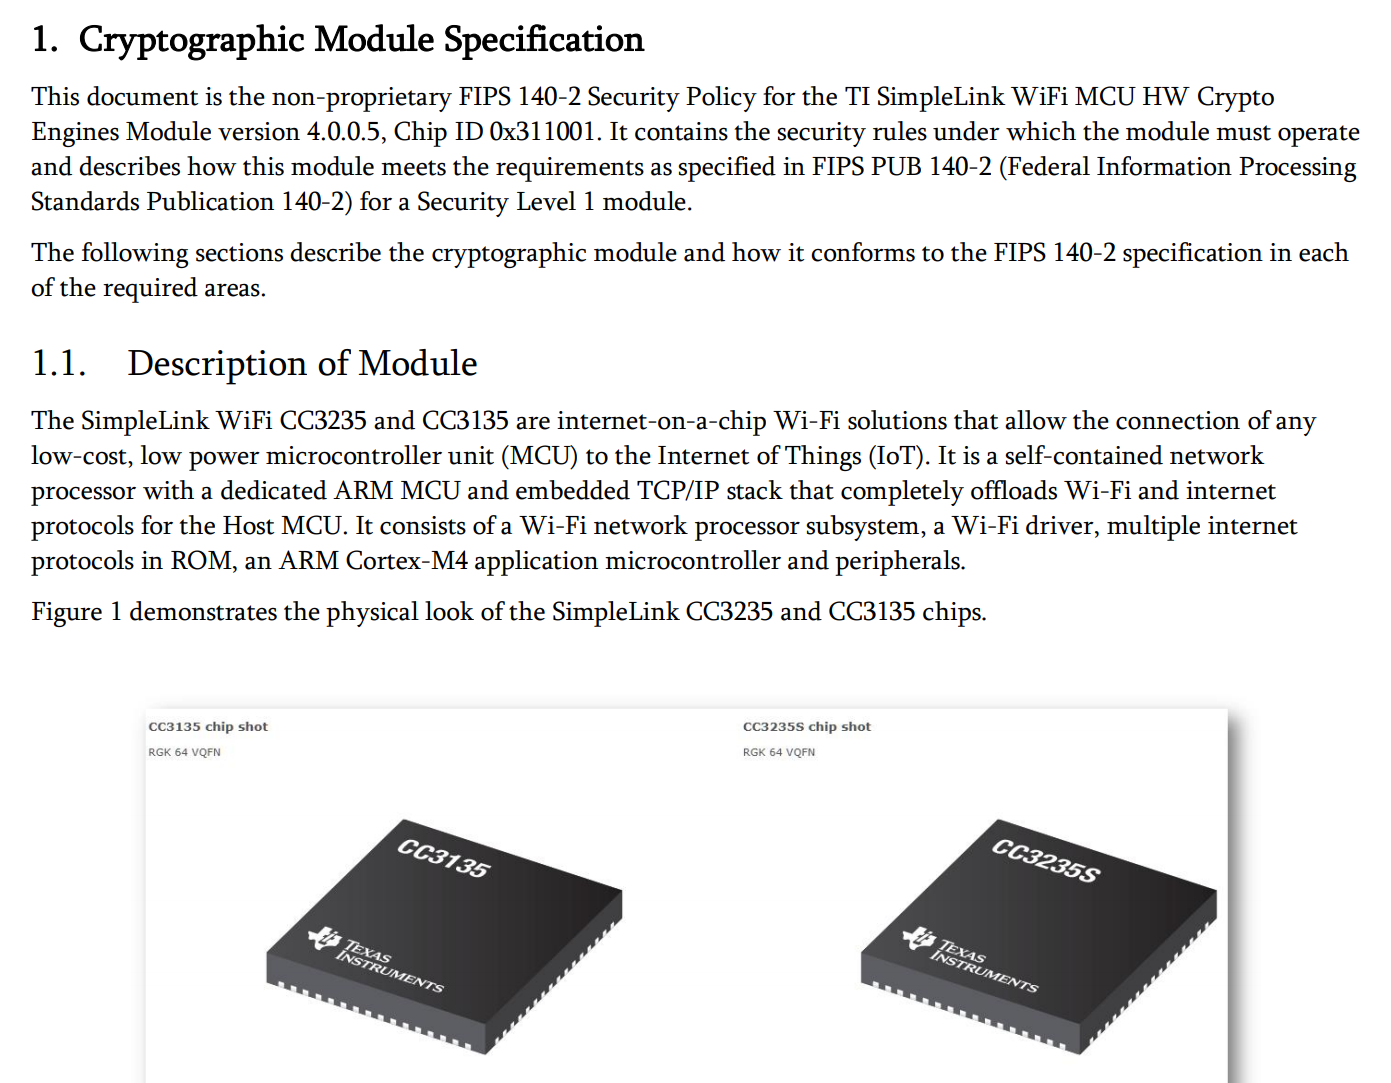 1. Cryptographic Module Specification
This document is the non-proprietary FIPS 140-2 Security Policy for the TI SimpleLink WiFi MCU HW Crypto
Engines Module version 4.0.0.5, Chip ID 0x311001. It contains the security rules under which the module must operate
and describes how this module meets the requirements as specified in FIPS PUB 140-2 (Federal Information Processing
Standards Publication 140-2) for a Security Level 1 module.
The following sections describe the cryptographic module and how it conforms to the FIPS 140-2 specification in each
of the required areas.
1.1. Description of Module
The SimpleLink WiFi CC3235 and CC3135 are internet-on-a-chip Wi-Fi solutions that allow the connection of any
low-cost, low power microcontroller unit (MCU) to the Internet of Things (IoT). It is a self-contained network
processor with a dedicated ARM MCU and embedded TCP/IP stack that completely offloads Wi-Fi and internet
protocols for the Host MCU. It consists of a Wi-Fi network processor subsystem, a Wi-Fi driver, multiple internet
protocols in ROM, an ARM Cortex-M4 application microcontroller and peripherals.
Figure 1 demonstrates the physical look of the SimpleLink CC3235 and CC3135 chips.
CC3135 chip shot
RGK 64 VQFN
CC3135
TEXAS
INSTRUMENTS
CC3235S chip shot
RGK 64 VQFN
CC3235S
TEXAS
INSTRUMENTS